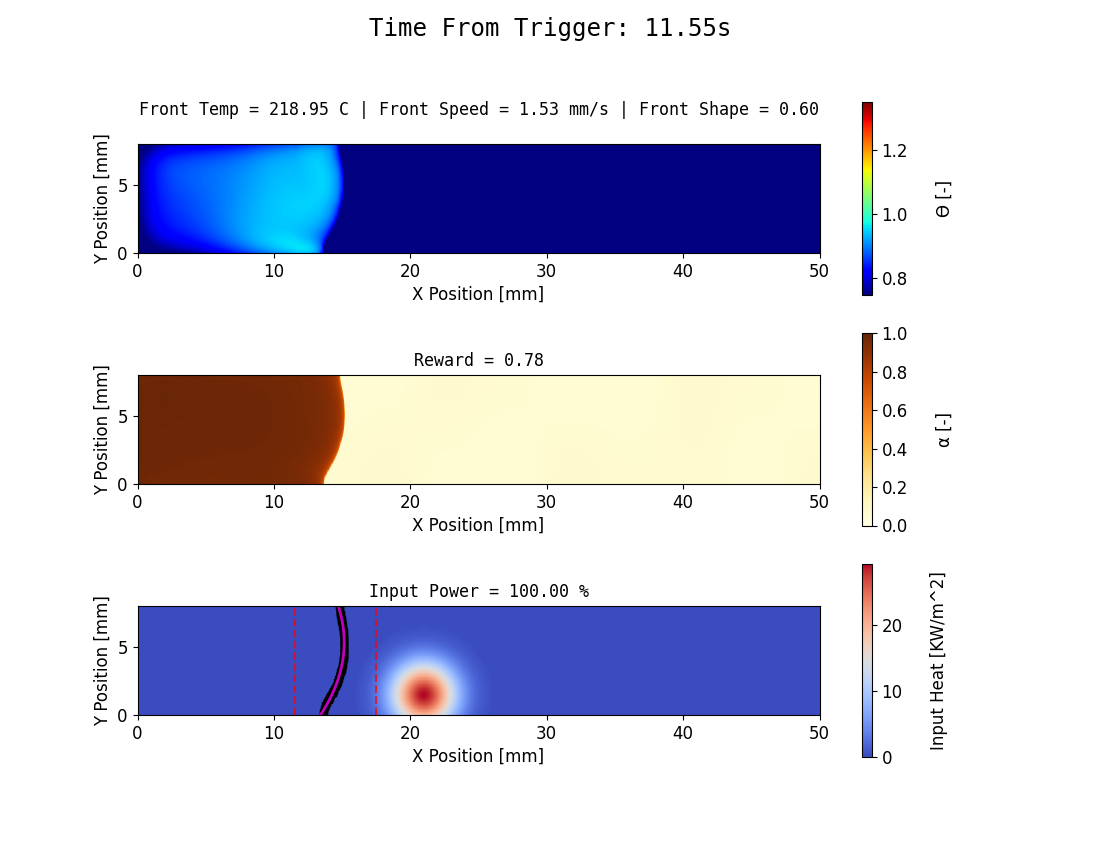 Time From Trigger: 11.55s
Front Temp = 218.95 C | Front Speed = 1.53 mm/s | Front Shape = 0.60
Y Position [mm]
5
0
0 10 20 30 40 50
X Position [mm]
1.2
1.0
0.8
ϴ [-]
Reward = 0.78
Y Position [mm]
5
0
0 10 20 30 40 50
X Position [mm]
1.0
0.8
0.6
0.4
0.2
0.0
α [-]
Input Power = 100.00 %
Y Position [mm]
5
0
0 10 20 30 40 50
X Position [mm]
20
10
0
Input Heat [KW/m^2]